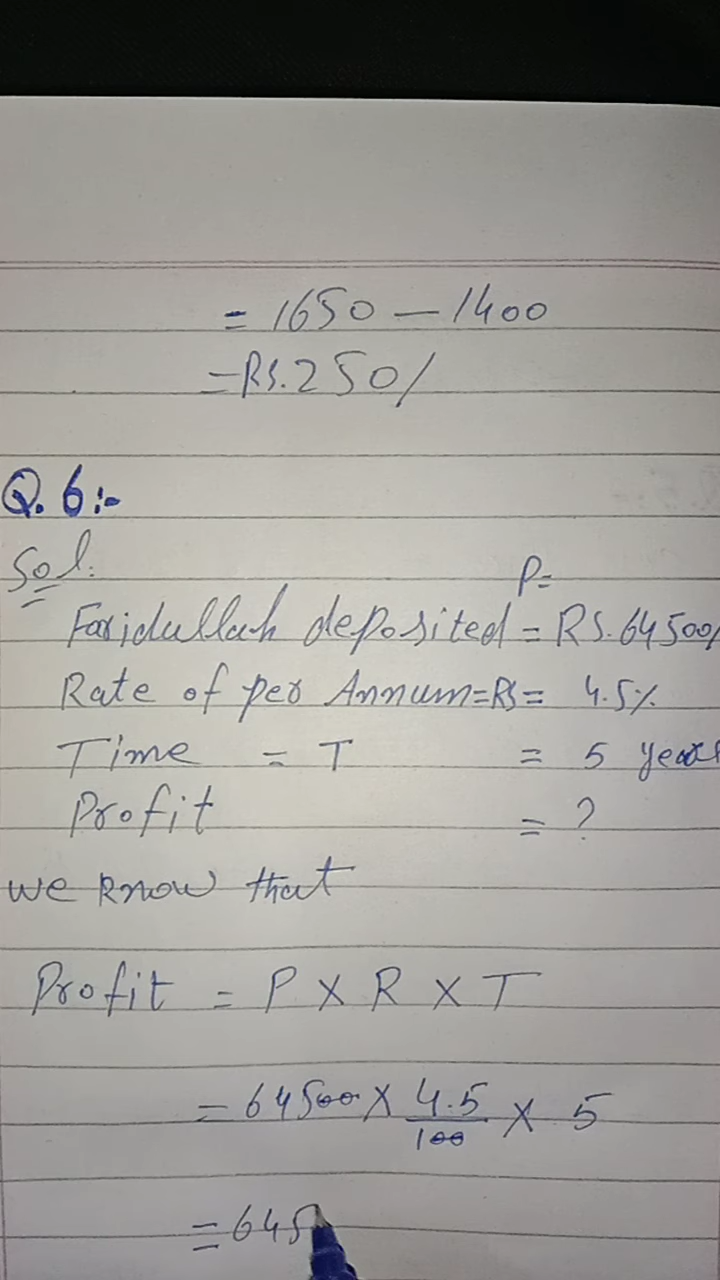 = 1650 — 1400
= Rs. 250/
Q. 6:-
Sol:
P=
Faridullah deposited = RS. 64500/
Rate of per Annum = R = 4.5%
Time = T = 5 years
Profit = ?
we know that
Profit = P X R X T
= 64500 X 4.5/100 X 5
= 645